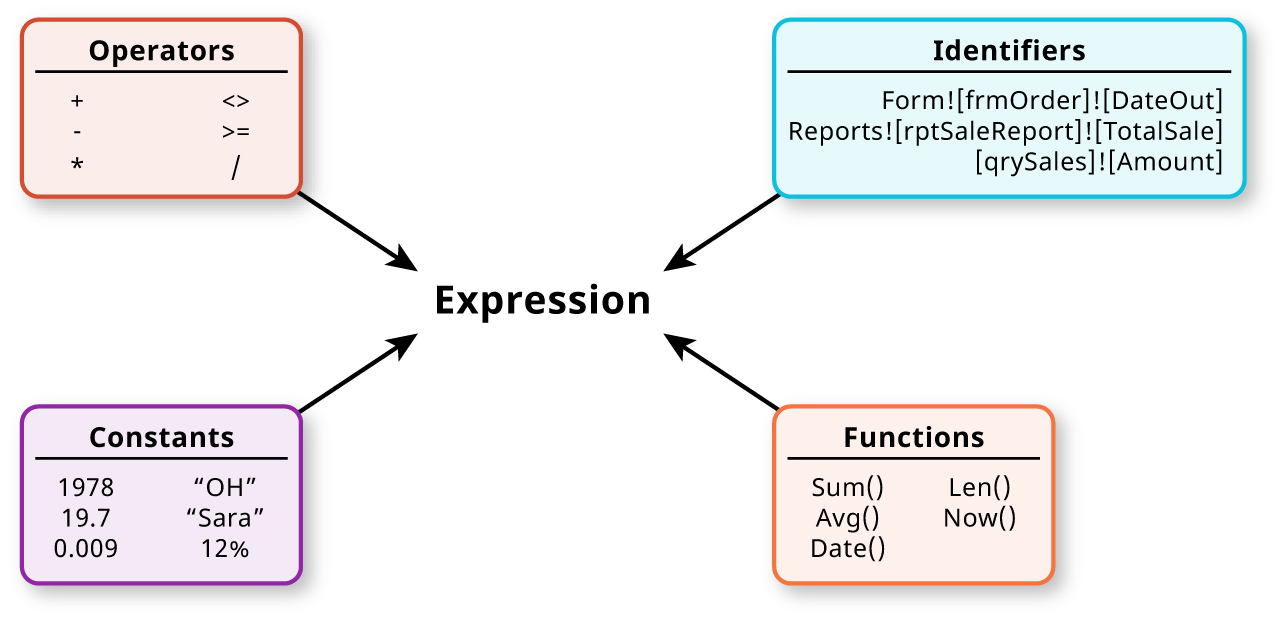 Operators
+ <>
- >=
* /
Identifiers
Form![frmOrder]![DateOut]
Reports![rptSaleReport]![TotalSale]
[qrySales]![Amount]
Expression
Constants
1978 “OH”
19.7 “Sara”
0.009 12%
Functions
Sum() Len()
Avg() Now()
Date()